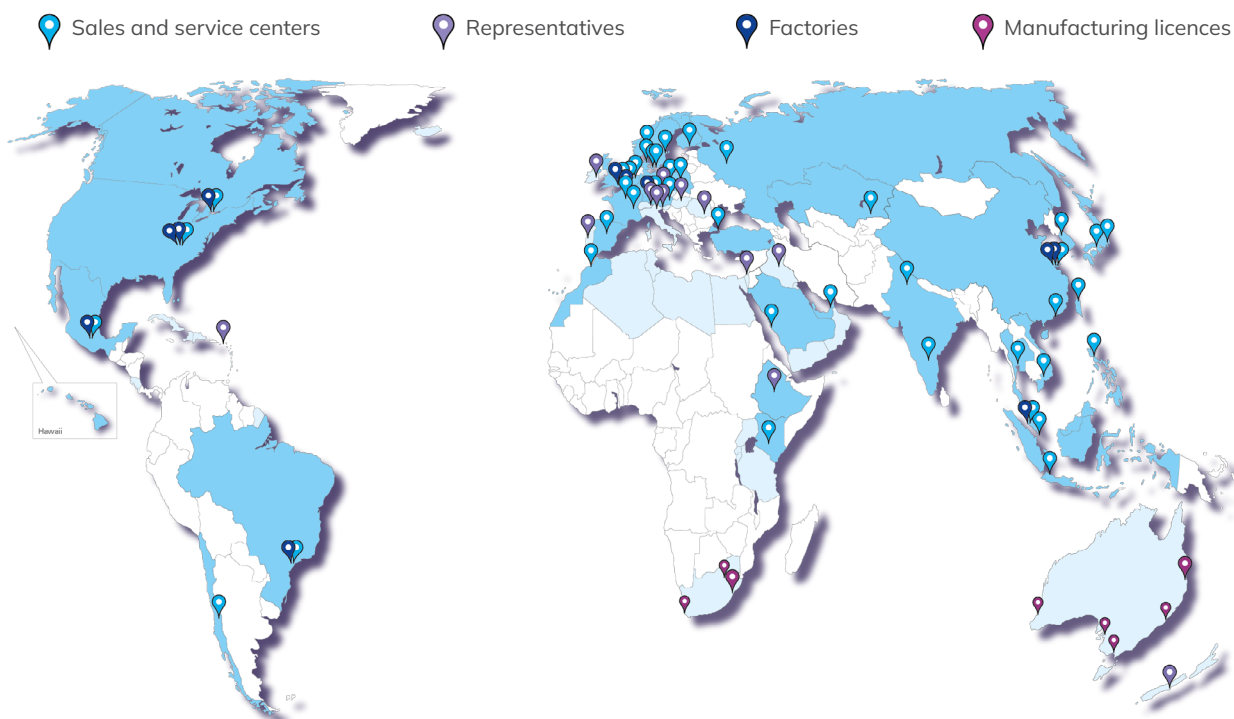 Sales and service centers
Representatives
Factories
Manufacturing licences
Hawaii